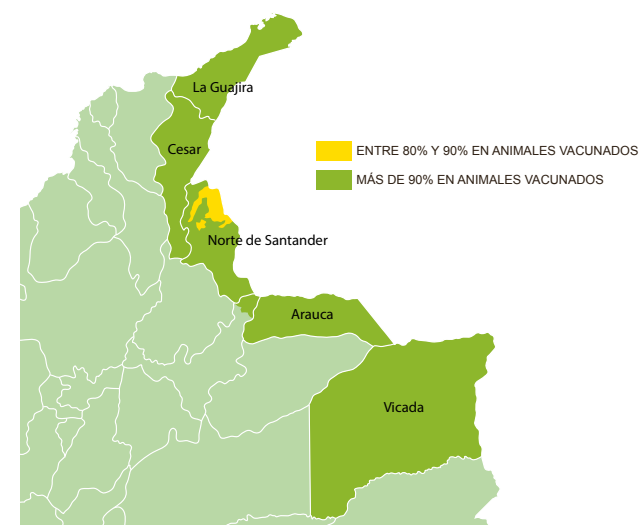 La Guajira
Cesar
ENTRE 80% Y 90% EN ANIMALES VACUNADOS
MÁS DE 90% EN ANIMALES VACUNADOS
Norte de Santander
Arauca
Vicada